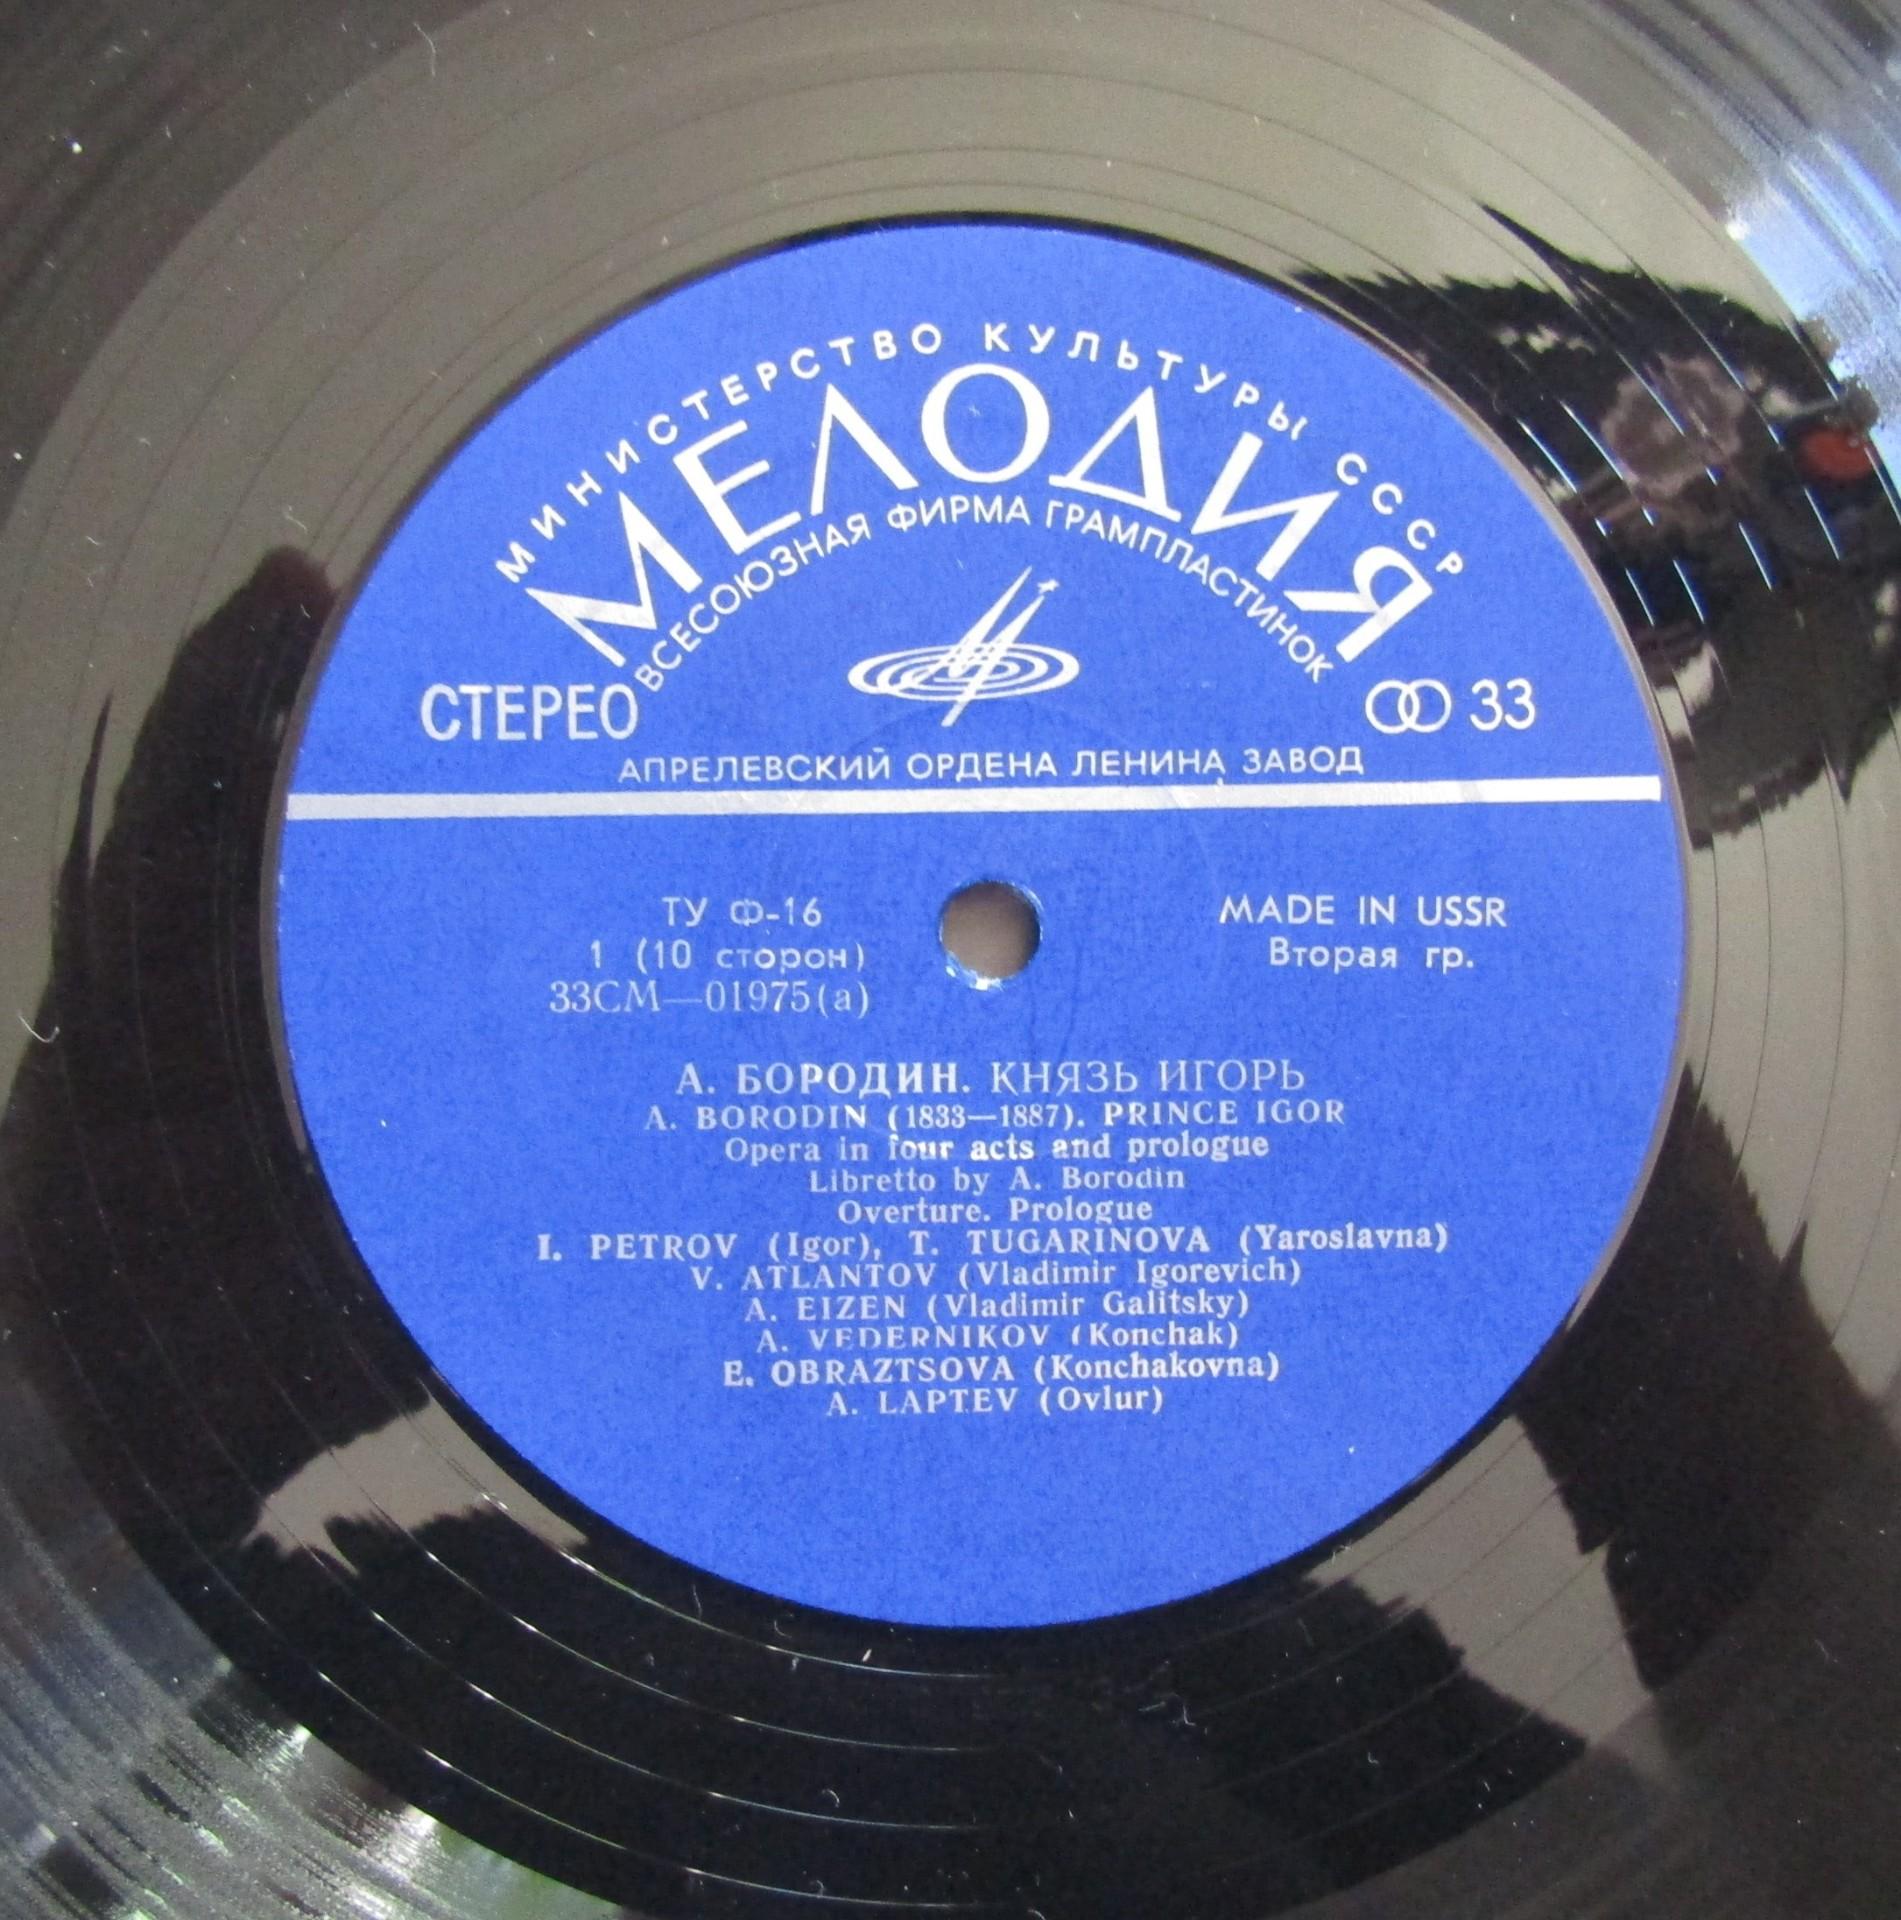 МИНИСТЕРСТВО КУЛЬТУРЫ СССР
МЕЛОДИЯ
ВСЕСОЮЗНАЯ ФИРМА ГРАМПЛАСТИНОК
СТЕРЕО
33
АПРЕЛЕВСКИЙ ОРДЕНА ЛЕНИНА ЗАВОД
ТУ Ф-16
1 (10 сторон)
33СМ—01975(а)
MADE IN USSR
Вторая гр.
А. БОРОДИН. КНЯЗЬ ИГОРЬ
A. BORODIN (1833—1887). PRINCE IGOR
Opera in four acts and prologue
Libretto by A. Borodin
Overture. Prologue
I. PETROV (Igor), T. TUGARINOVA (Yaroslavna)
V. ATLANTOV (Vladimir Igorevich)
A. EIZEN (Vladimir Galitsky)
A. VEDERNIKOV (Konchak)
E. OBRAZTSOVA (Konchakovna)
A. LAPTEV (Ovlur)